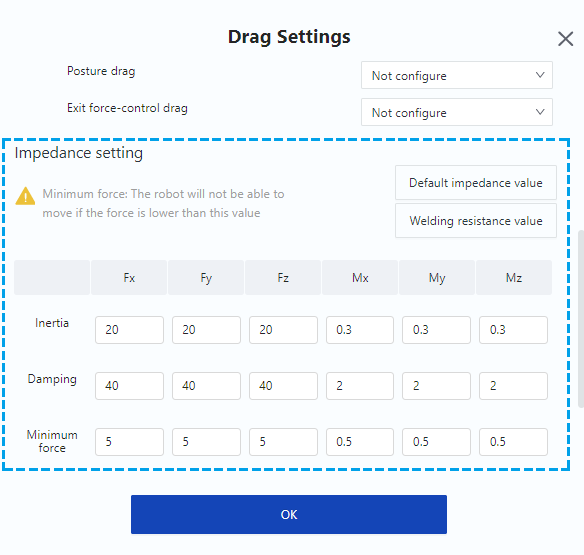 Drag Settings
Posture drag
Not configure
Exit force-control drag
Not configure
Impedance setting
Minimum force: The robot will not be able to
move if the force is lower than this value
Default impedance value
Welding resistance value
Fx Fy Fz Mx My Mz
Inertia 20 20 20 0.3 0.3 0.3
Damping 40 40 40 2 2 2
Minimum
force 5 5 5 0.5 0.5 0.5
OK